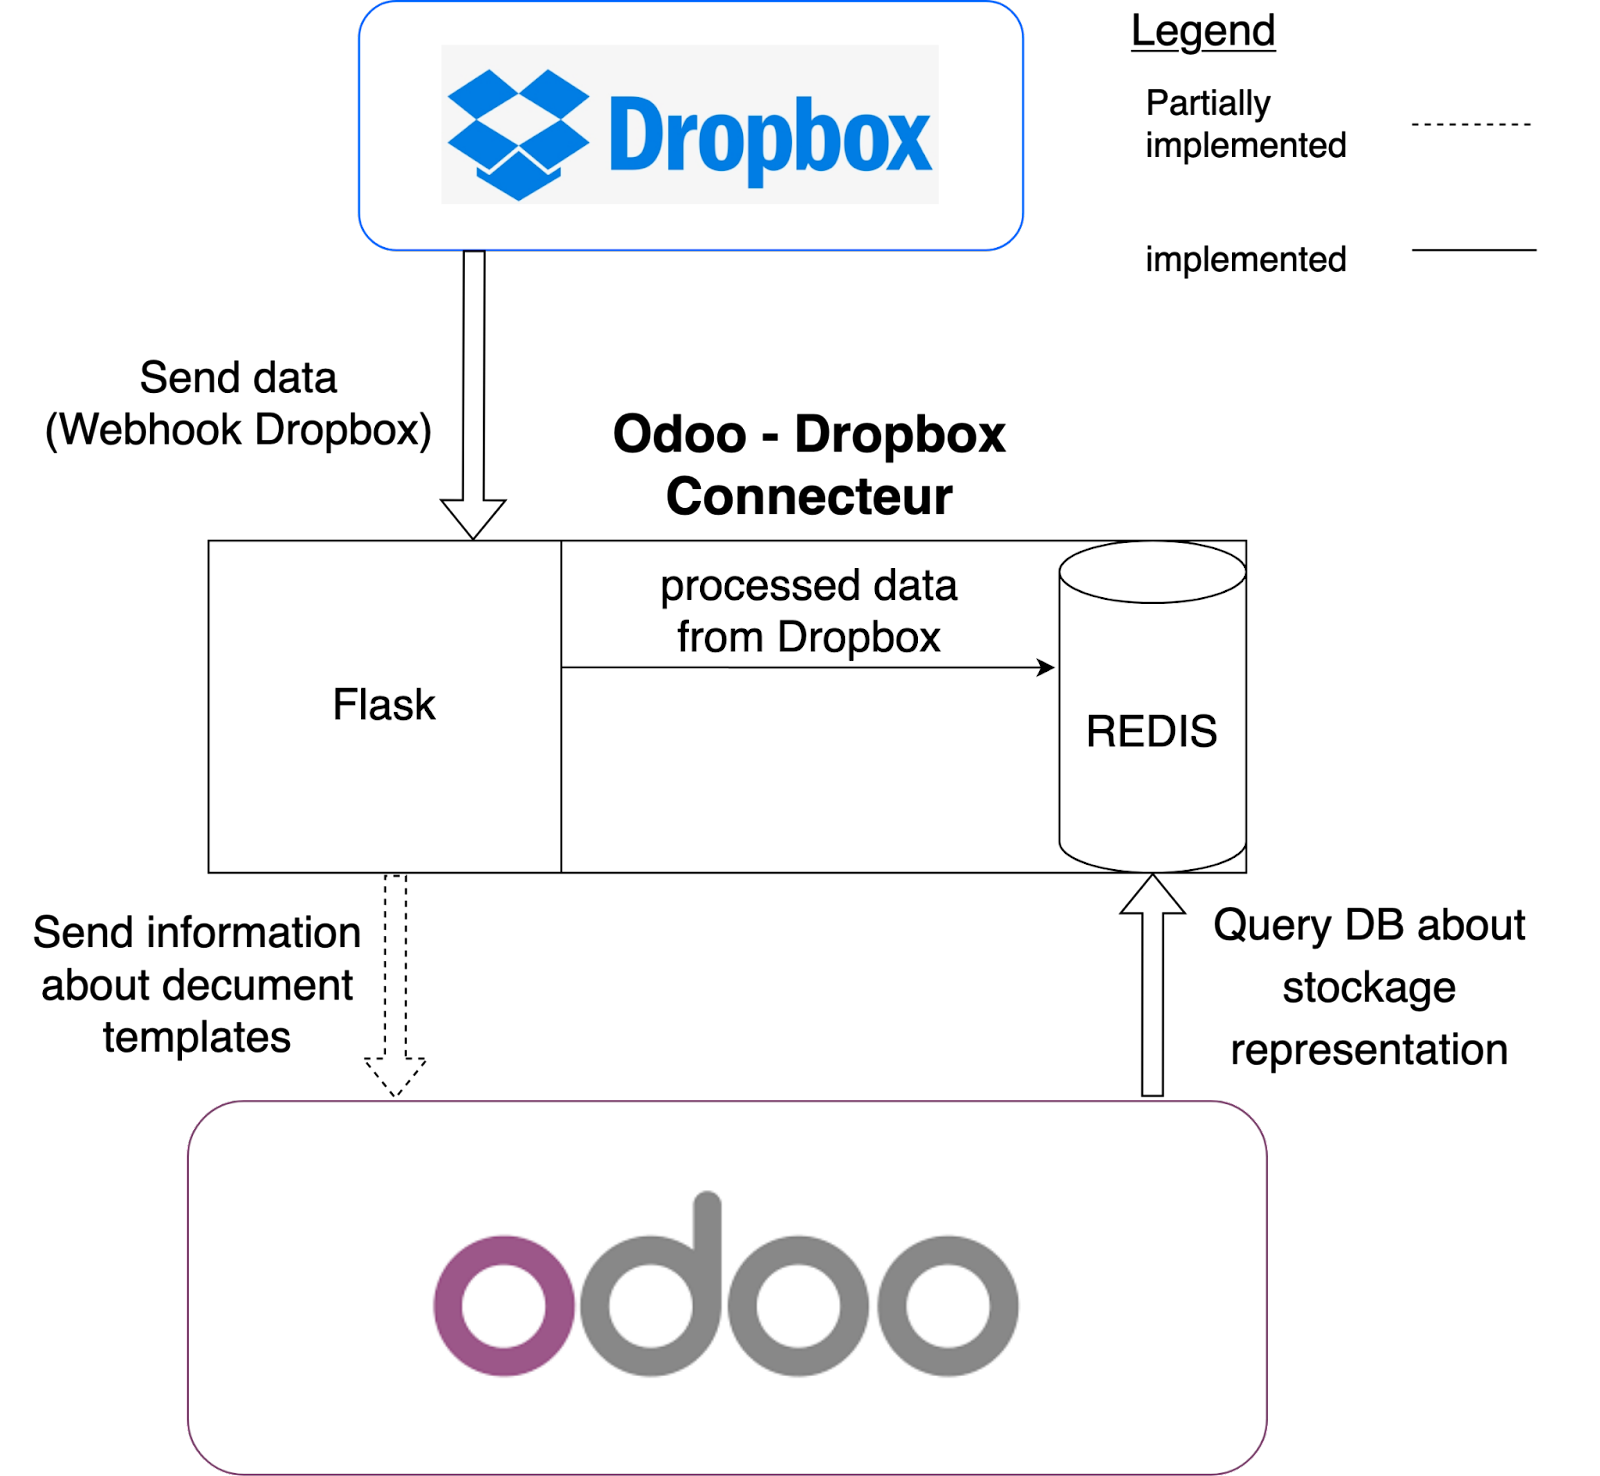 Dropbox
Legend
Partially
implemented
implemented
Send data
(Webhook Dropbox)
Odoo - Dropbox
Connecteur
processed data
from Dropbox
Flask
REDIS
Send information
about decument
templates
Query DB about
stockage
representation
odoo